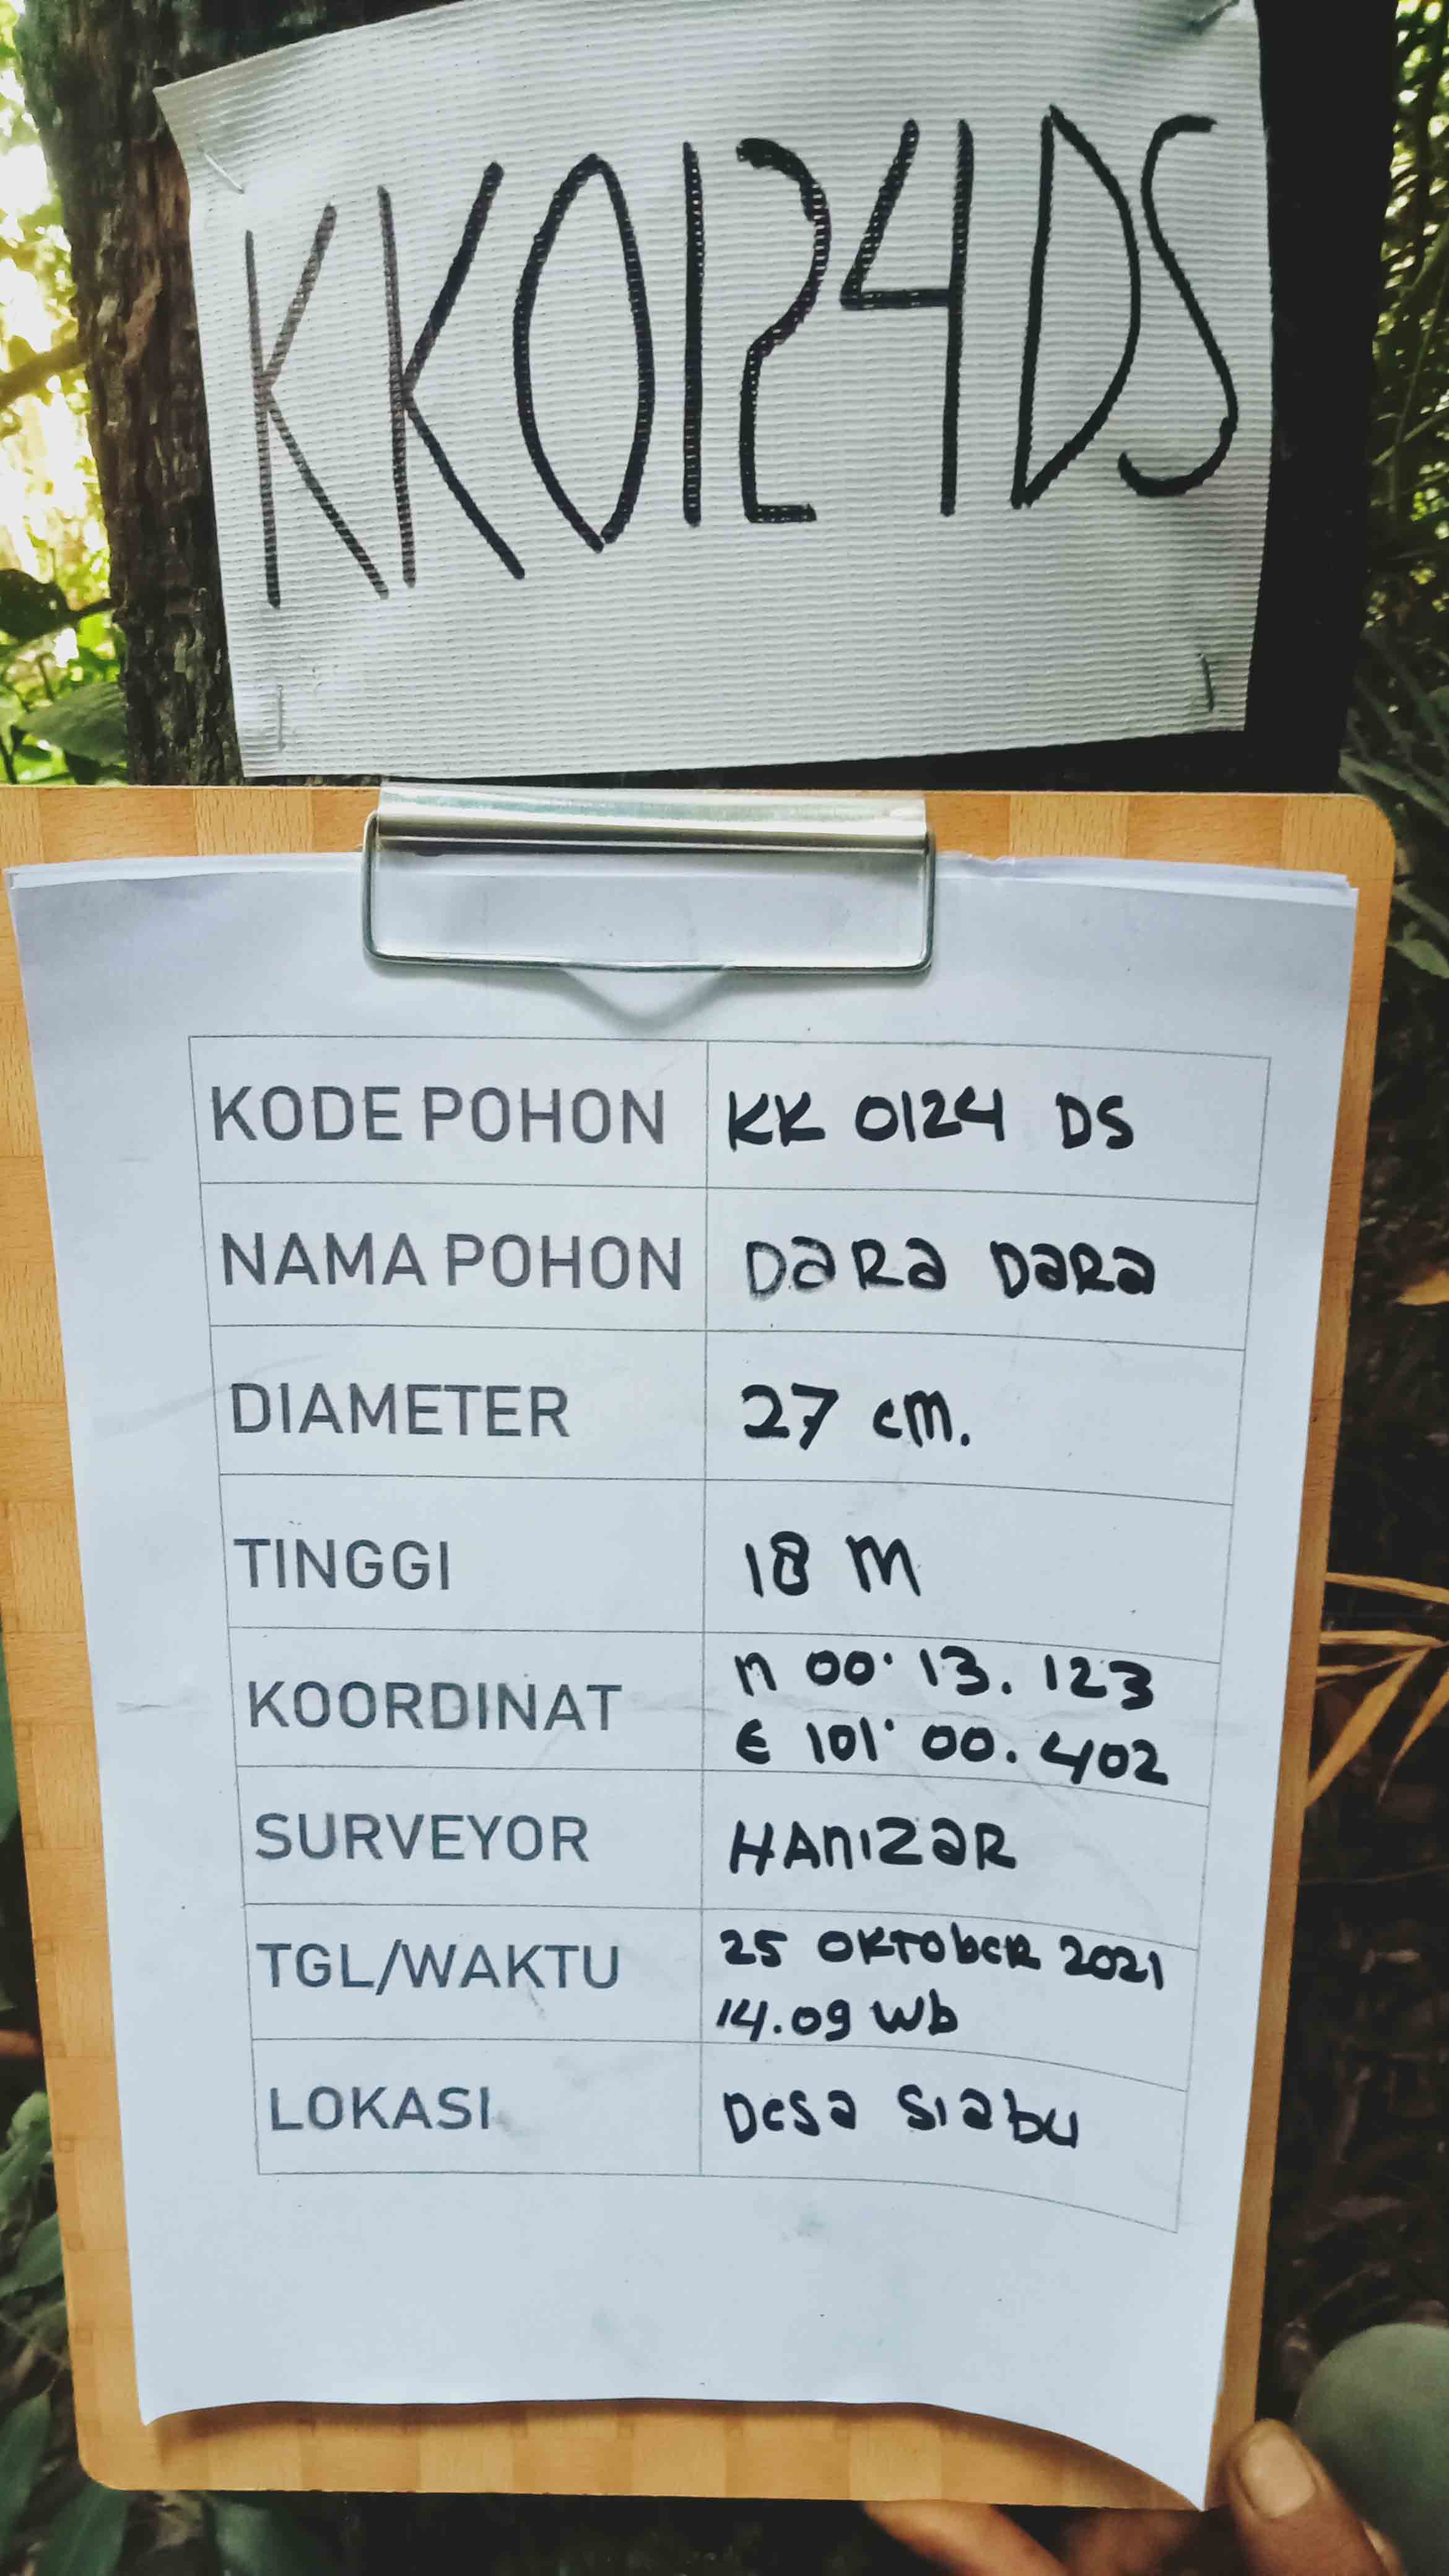 KK0124DS
KODE POHON KK 0124 DS
NAMA POHON DARA DARA
DIAMETER 27 cm.
TINGGI 18 M
KOORDINAT N 00° 13. 123
E 101° 00. 402
SURVEYOR HANIZAR
TGL/WAKTU 25 OKTOBER 2021
14.09 Wb
LOKASI Desa Siabu